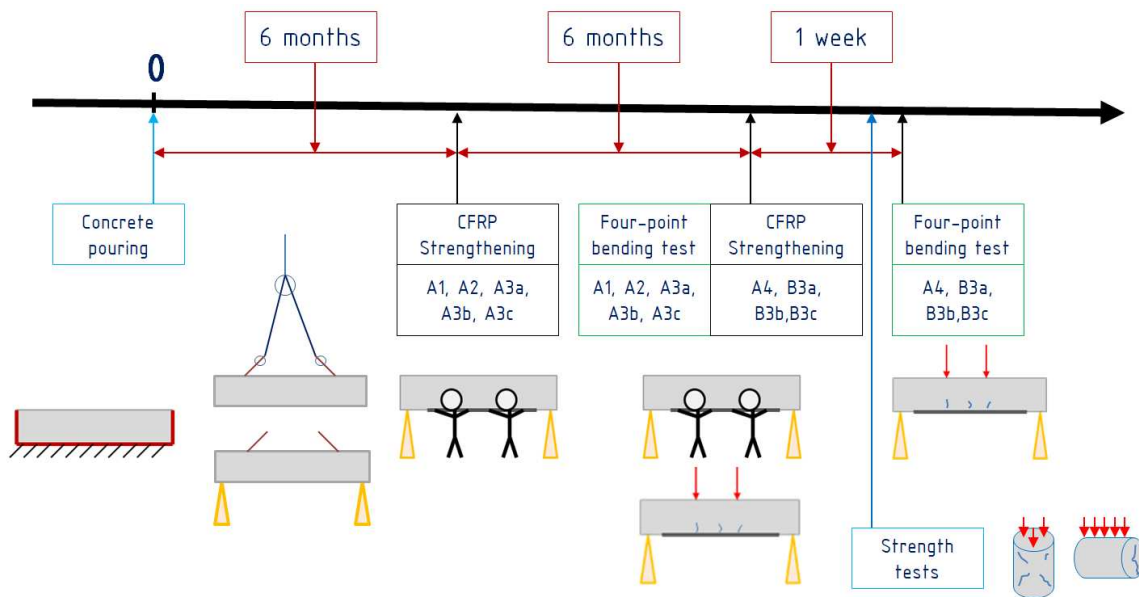 6 months
6 months
1 week
0
Concrete
pouring
CFRP
Strengthening
A1, A2, A3a,
A3b, A3c
Four-point
bending test
A1, A2, A3a,
A3b, A3c
CFRP
Strengthening
A4, B3a,
B3b,B3c
Four-point
bending test
A4, B3a,
B3b,B3c
Strength
tests